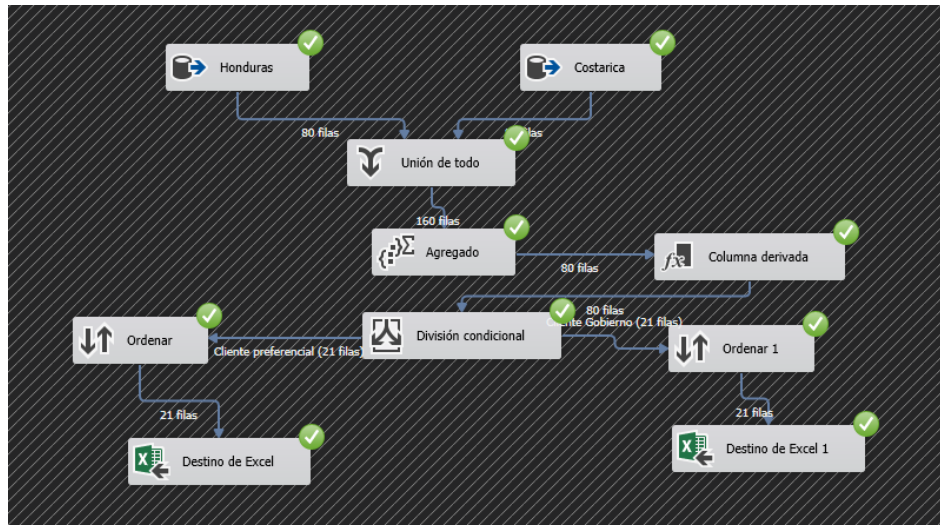 Honduras
Costarica
80 filas
filas
Unión de todo
160 filas
Agregado
Columna derivada
80 filas
80 filas
Cliente Gobierno (21 filas)
División condicional
Ordenar
Ordenar 1
Cliente preferencial (21 filas)
21 filas
21 filas
Destino de Excel
Destino de Excel 1